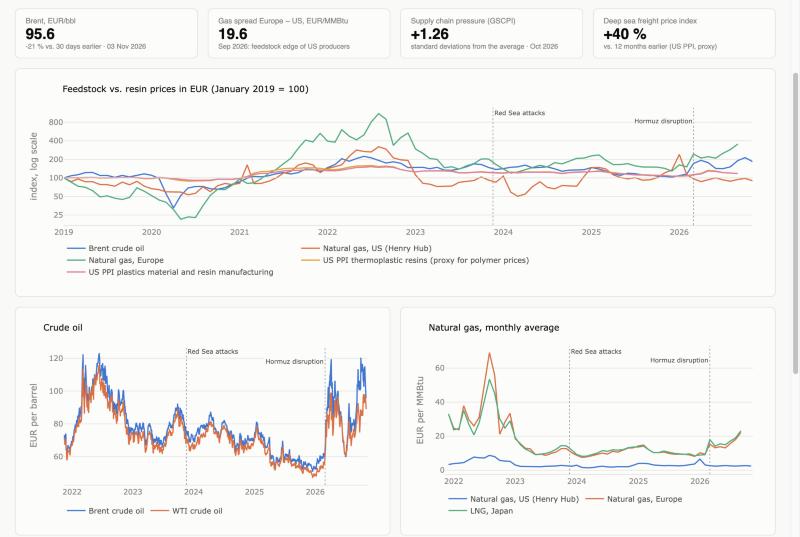 Brent, EUR/bbl
95.6
-21 % vs. 30 days earlier · 03 Nov 2026
Gas spread Europe – US, EUR/MMBtu
19.6
Sep 2026: feedstock edge of US producers
Supply chain pressure (GSCPI)
+1.26
standard deviations from the average · Oct 2026
Deep sea freight price index
+40 %
vs. 12 months earlier (US PPI, proxy)
Feedstock vs. resin prices in EUR (January 2019 = 100)
index, log scale
800
400
200
100
50
25
Red Sea attacks
Hormuz disruption
2019
2020
2021
2022
2023
2024
2025
2026
Brent crude oil
Natural gas, US (Henry Hub)
Natural gas, Europe
US PPI thermoplastic resins (proxy for polymer prices)
US PPI plastics material and resin manufacturing
Crude oil
EUR per barrel
120
100
80
60
Red Sea attacks
Hormuz disruption
2022
2023
2024
2025
2026
Brent crude oil
WTI crude oil
Natural gas, monthly average
EUR per MMBtu
60
40
20
0
Red Sea attacks
Hormuz disruption
2022
2023
2024
2025
2026
Natural gas, US (Henry Hub)
Natural gas, Europe
LNG, Japan